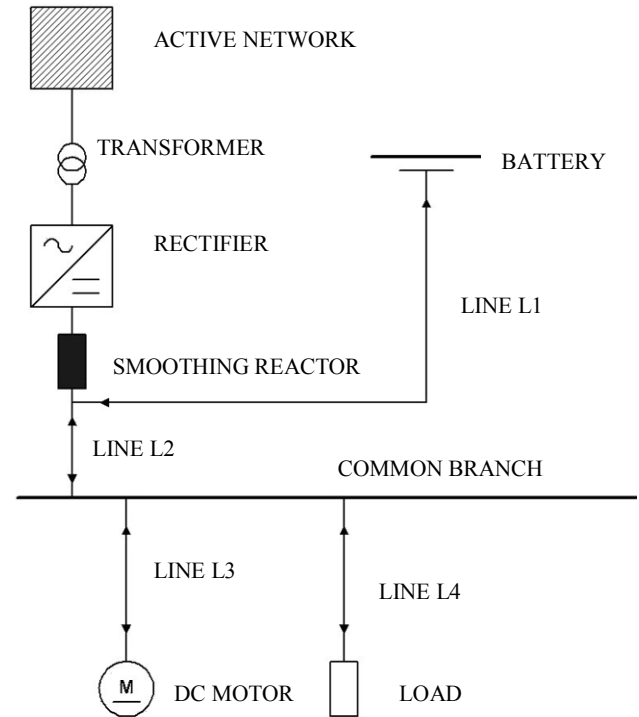 ACTIVE NETWORK
TRANSFORMER
BATTERY
RECTIFIER
LINE L1
SMOOTHING REACTOR
LINE L2
COMMON BRANCH
LINE L3
LINE L4
M
DC MOTOR
LOAD